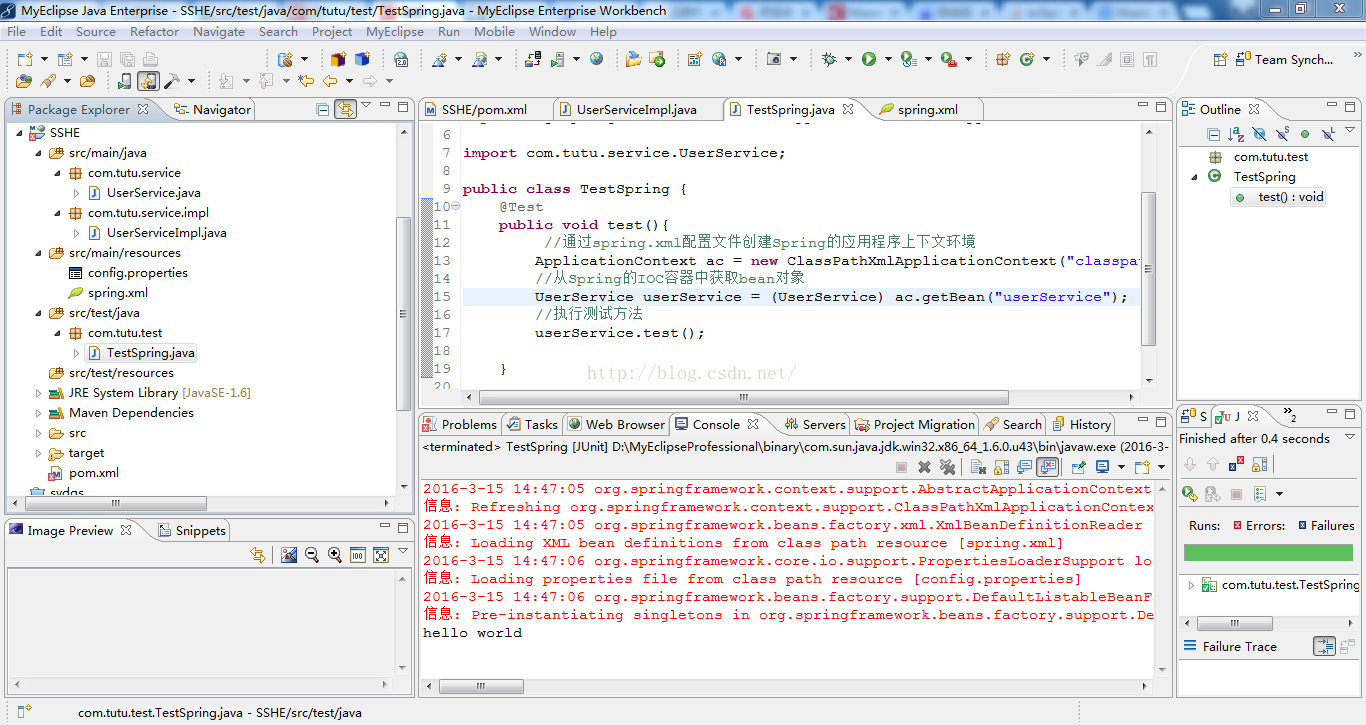 MyEclipse Java Enterprise - SSHE/src/test/java/com/tutu/test/TestSpring.java - MyEclipse Enterprise Workbench
File Edit Source Refactor Navigate Search Project MyEclipse Run Mobile Window Help
Team Synch...
Package Explorer Navigator
SSHE
src/main/java
com.tutu.service
UserService.java
com.tutu.service.impl
UserServiceImpl.java
src/main/resources
config.properties
spring.xml
src/test/java
com.tutu.test
TestSpring.java
src/test/resources
JRE System Library [JavaSE-1.6]
Maven Dependencies
src
target
pom.xml
Image Preview Snippets
SSHE/pom.xml UserServiceImpl.java TestSpring.java spring.xml
6
7 import com.tutu.service.UserService;
8
9 public class TestSpring {
10 @Test
11 public void test(){
12 //通过spring.xml配置文件创建Spring的应用程序上下文环境
13 ApplicationContext ac = new ClassPathXmlApplicationContext("classpa
14 //从Spring的IOC容器中获取bean对象
15 UserService userService = (UserService) ac.getBean("userService");
16 //执行测试方法
17 userService.test();
18
19 }
20
http://blog.csdn.net/
Problems Tasks Web Browser Console Servers Project Migration Search History
<terminated> TestSpring [JUnit] D:\MyEclipseProfessional\binary\com.sun.java.jdk.win32.x86_64_1.6.0.u43\bin\javaw.exe (2016-3-
2016-3-15 14:47:05 org.springframework.context.support.AbstractApplicationContext
信息: Refreshing org.springframework.context.support.ClassPathXmlApplicationContex
2016-3-15 14:47:05 org.springframework.beans.factory.xml.XmlBeanDefinitionReader
信息: Loading XML bean definitions from class path resource [spring.xml]
2016-3-15 14:47:06 org.springframework.core.io.support.PropertiesLoaderSupport lo
信息: Loading properties file from class path resource [config.properties]
2016-3-15 14:47:06 org.springframework.beans.factory.support.DefaultListableBeanF
信息: Pre-instantiating singletons in org.springframework.beans.factory.support.De
hello world
Outline
com.tutu.test
TestSpring
test() : void
S J 2
Finished after 0.4 seconds
Runs: Errors: Failures
com.tutu.test.TestSpring
Failure Trace
com.tutu.test.TestSpring.java - SSHE/src/test/java